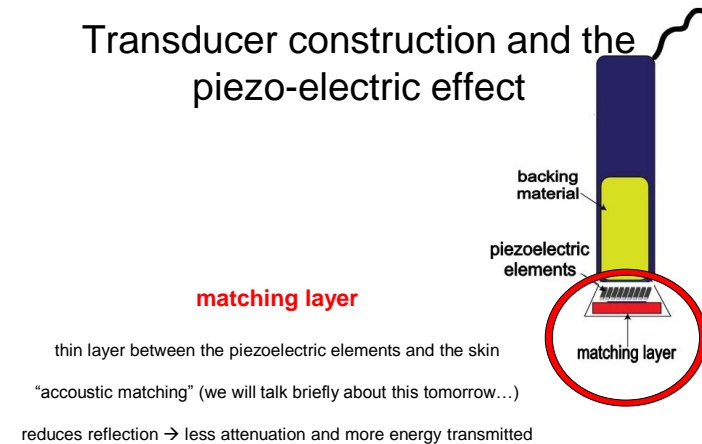 Transducer construction and the
piezo-electric effect
backing
material
piezoelectric
elements
matching layer
matching layer
thin layer between the piezoelectric elements and the skin
“accoustic matching” (we will talk briefly about this tomorrow…)
reduces reflection → less attenuation and more energy transmitted